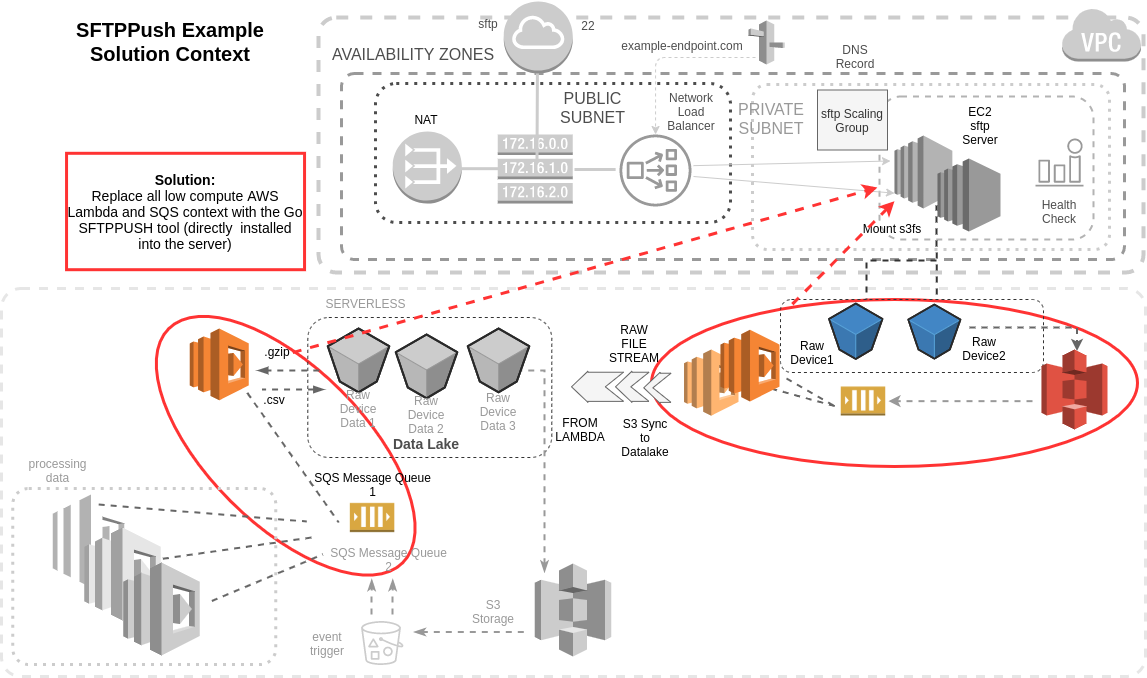 SFTPPush Example
Solution Context
sftp
22
AVAILABILITY ZONES
example-endpoint.com
DNS
Record
VPC
PUBLIC
SUBNET
Network
Load
Balancer
PRIVATE
SUBNET
sftp Scaling
Group
EC2
sftp
Server
NAT
172.16.0.0
172.16.1.0
172.16.2.0
Health
Check
Mount s3fs
Solution:
Replace all low compute AWS
Lambda and SQS context with the Go
SFTPPUSH tool (directly installed
into the server)
SERVERLESS
.gzip
.csv
Raw
Device
Data 1
Raw
Device
Data 2
Raw
Device
Data 3
Data Lake
RAW
FILE
STREAM
FROM
LAMBDA
S3 Sync
to
Datalake
Raw
Device1
Raw
Device2
processing
data
SQS Message Queue
1
SQS Message Queue
2
S3
Storage
event
trigger